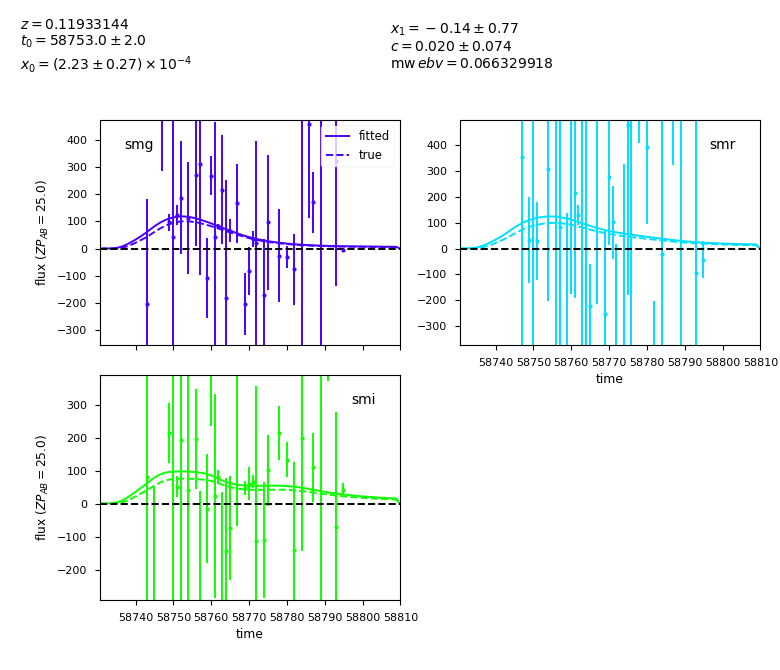 z = 0.11933144
t₀ = 58753.0 ± 2.0
x₀ = (2.23 ± 0.27) × 10⁻⁴
x₁ = −0.14 ± 0.77
c = 0.020 ± 0.074
mw ebv = 0.066329918
smg
fitted
true
400
300
200
100
0
−100
−200
−300
flux (ZP_AB = 25.0)
smr
400
300
200
100
0
−100
−200
−300
58740 58750 58760 58770 58780 58790 58800 58810
time
smi
300
200
100
0
−100
−200
flux (ZP_AB = 25.0)
58740 58750 58760 58770 58780 58790 58800 58810
time